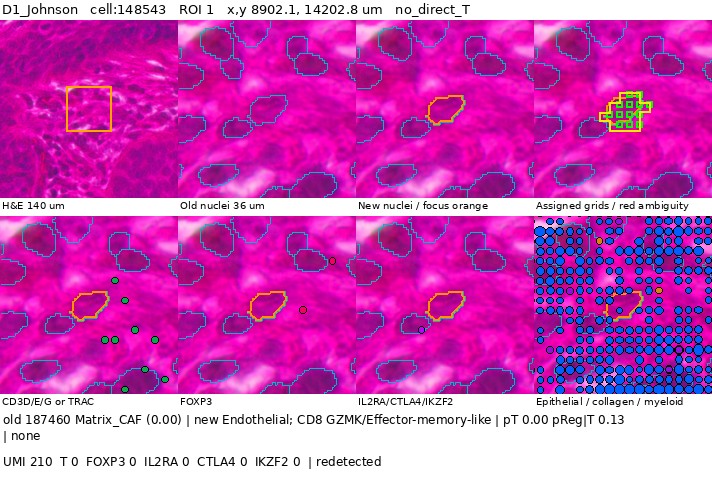 D1_Johnson   cell:148543   ROI 1   x,y 8902.1, 14202.8 um   no_direct_T
H&E 140 um
Old nuclei 36 um
New nuclei / focus orange
Assigned grids / red ambiguity
CD3D/E/G or TRAC
FOXP3
IL2RA/CTLA4/IKZF2
Epithelial / collagen / myeloid
old 187460 Matrix_CAF (0.00) | new Endothelial; CD8 GZMK/Effector-memory-like | pT 0.00 pReg|T 0.13
| none
UMI 210  T 0  FOXP3 0  IL2RA 0  CTLA4 0  IKZF2 0  | redetected